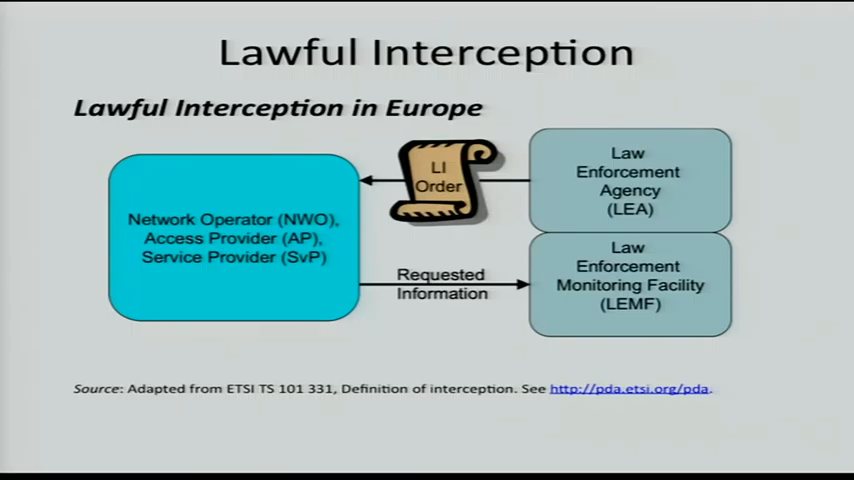 Lawful Interception
Lawful Interception in Europe
Network Operator (NWO),
Access Provider (AP),
Service Provider (SvP)
LI
Order
Law
Enforcement
Agency
(LEA)
Requested
Information
Law
Enforcement
Monitoring Facility
(LEMF)
Source: Adapted from ETSI TS 101 331, Definition of interception. See http://pda.etsi.org/pda.